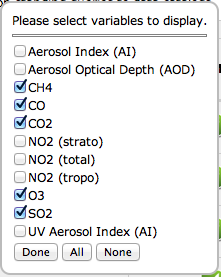 Please select variables to display.
Aerosol Index (AI)
Aerosol Optical Depth (AOD)
CH4
CO
CO2
NO2 (strato)
NO2 (total)
NO2 (tropo)
O3
SO2
UV Aerosol Index (AI)
Done All None